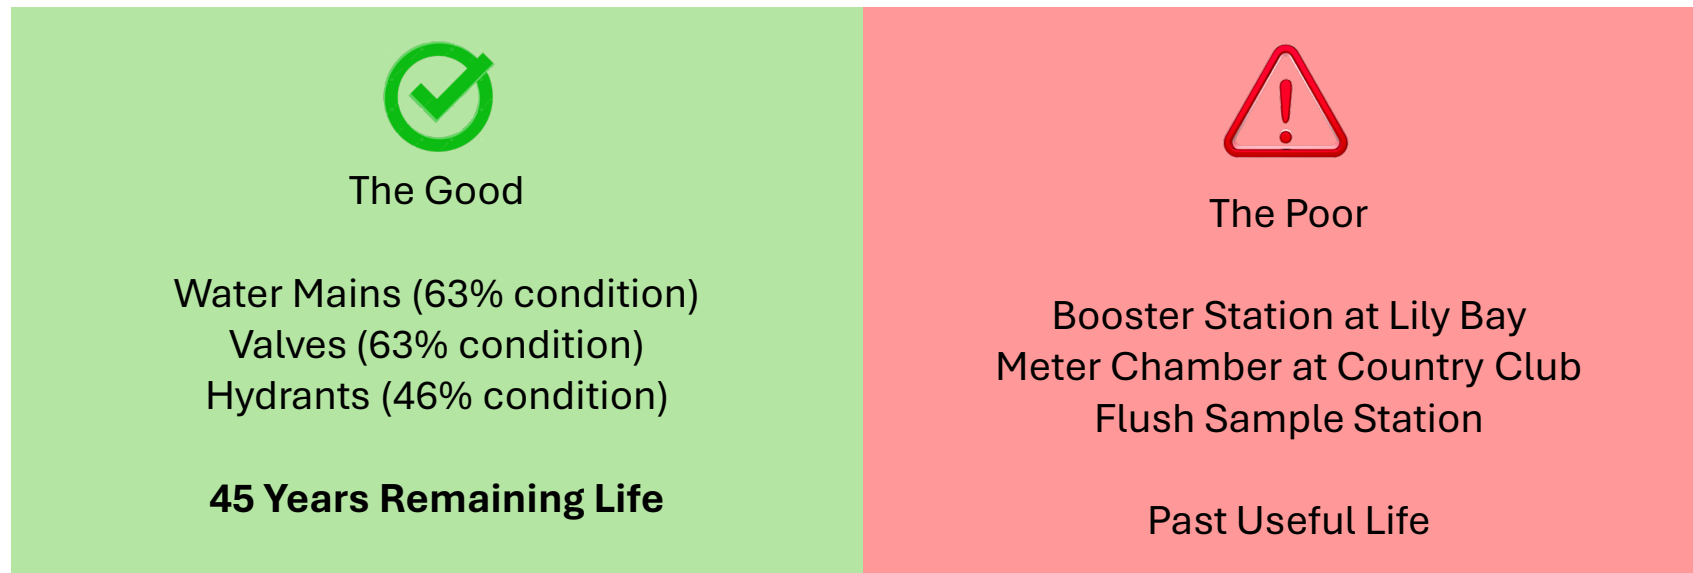 The Good
Water Mains (63% condition)
Valves (63% condition)
Hydrants (46% condition)
45 Years Remaining Life
The Poor
Booster Station at Lily Bay
Meter Chamber at Country Club
Flush Sample Station
Past Useful Life